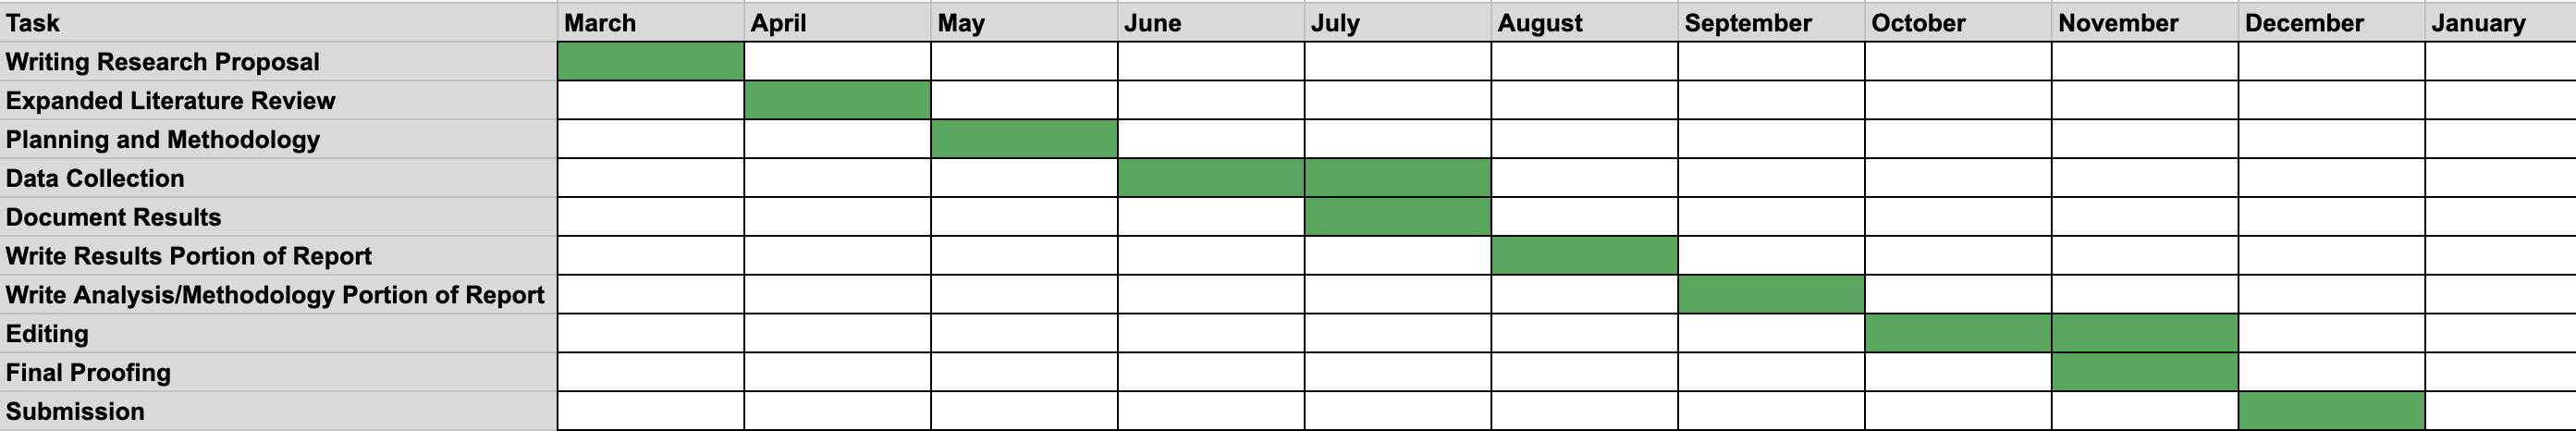 Task March April May June July August September October November December January
Writing Research Proposal
Expanded Literature Review
Planning and Methodology
Data Collection
Document Results
Write Results Portion of Report
Write Analysis/Methodology Portion of Report
Editing
Final Proofing
Submission